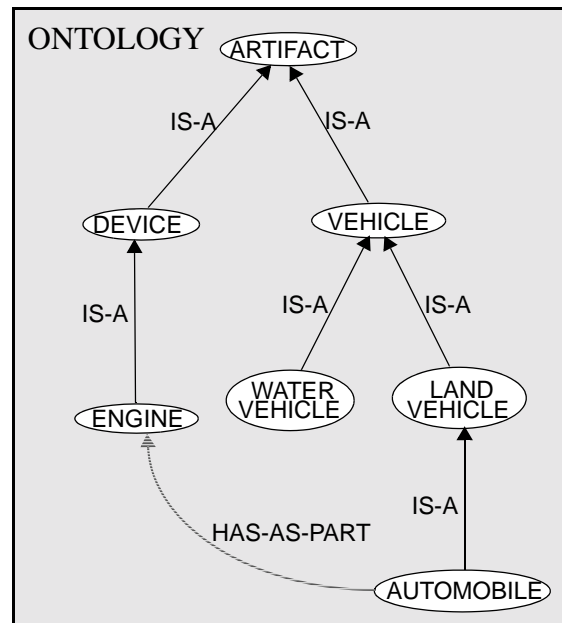 ONTOLOGY
ARTIFACT
IS-A
IS-A
DEVICE
VEHICLE
IS-A
IS-A
IS-A
WATER
VEHICLE
LAND
VEHICLE
ENGINE
IS-A
HAS-AS-PART
AUTOMOBILE